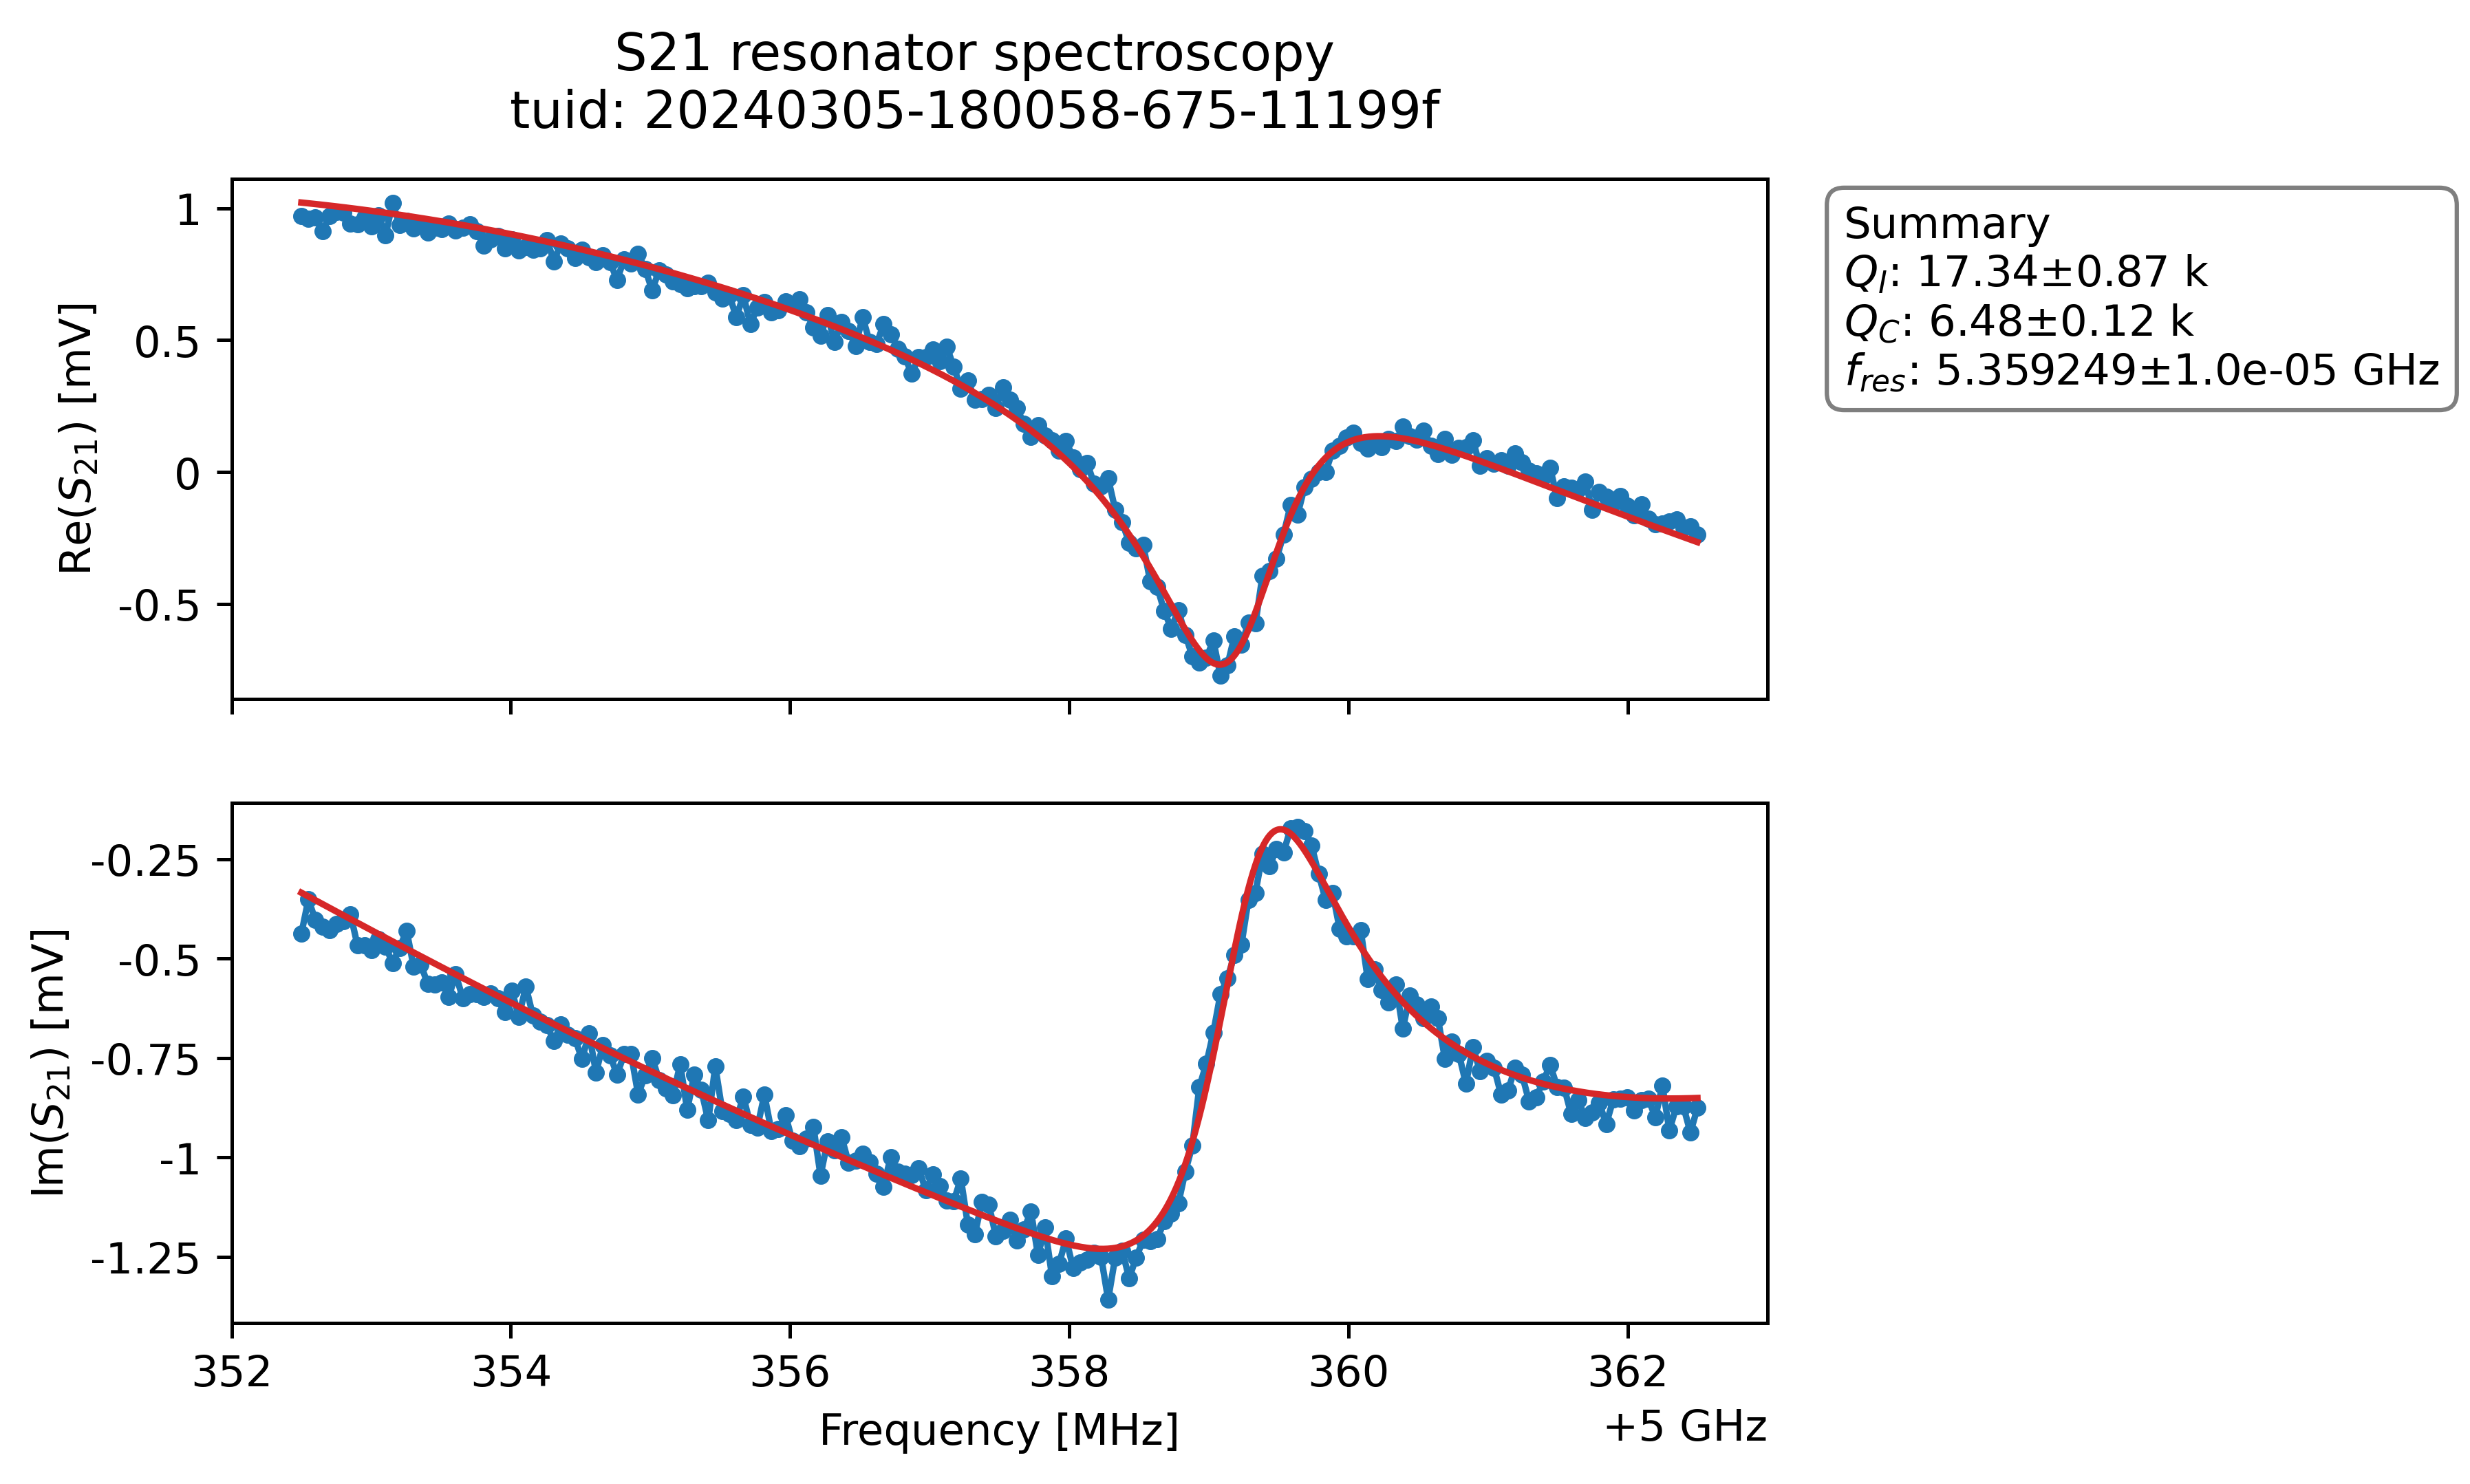 S21 resonator spectroscopy
tuid: 20240305-180058-675-11199f
Re(S21) [mV]
1
0.5
0
-0.5
Summary
QI: 17.34±0.87 k
QC: 6.48±0.12 k
fres: 5.359249±1.0e-05 GHz
Im(S21) [mV]
-0.25
-0.5
-0.75
-1
-1.25
352 354 356 358 360 362
Frequency [MHz]
+5 GHz